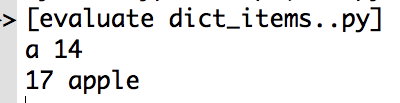 > [evaluate dict_items..py]
a 14
17 apple